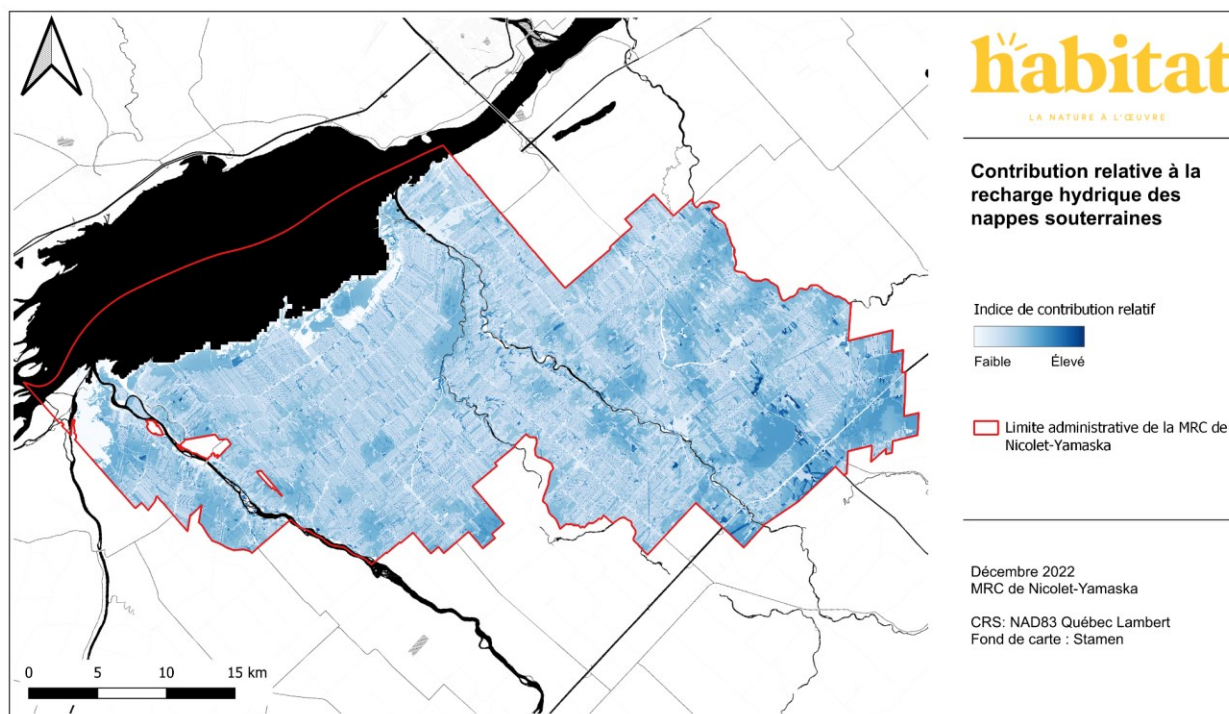 habitat
LA NATURE À L'ŒUVRE
Contribution relative à la
recharge hydrique des
nappes souterraines
Indice de contribution relatif
Faible Élevé
Limite administrative de la MRC de
Nicolet-Yamaska
Décembre 2022
MRC de Nicolet-Yamaska
CRS: NAD83 Québec Lambert
Fond de carte : Stamen
0 5 10 15 km